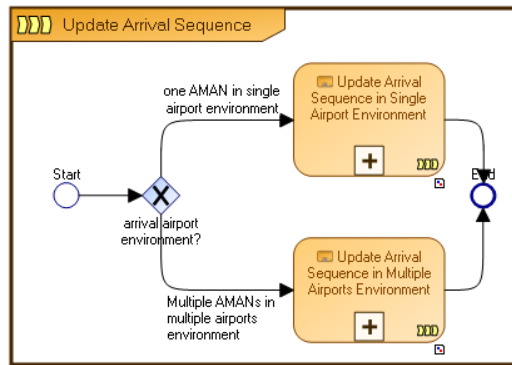 Update Arrival Sequence
one AMAN in single
airport environment
Update Arrival
Sequence in Single
Airport Environment
Start
End
arrival airport
environment?
Update Arrival
Sequence in Multiple
Airports Environment
Multiple AMANs in
multiple airports
environment